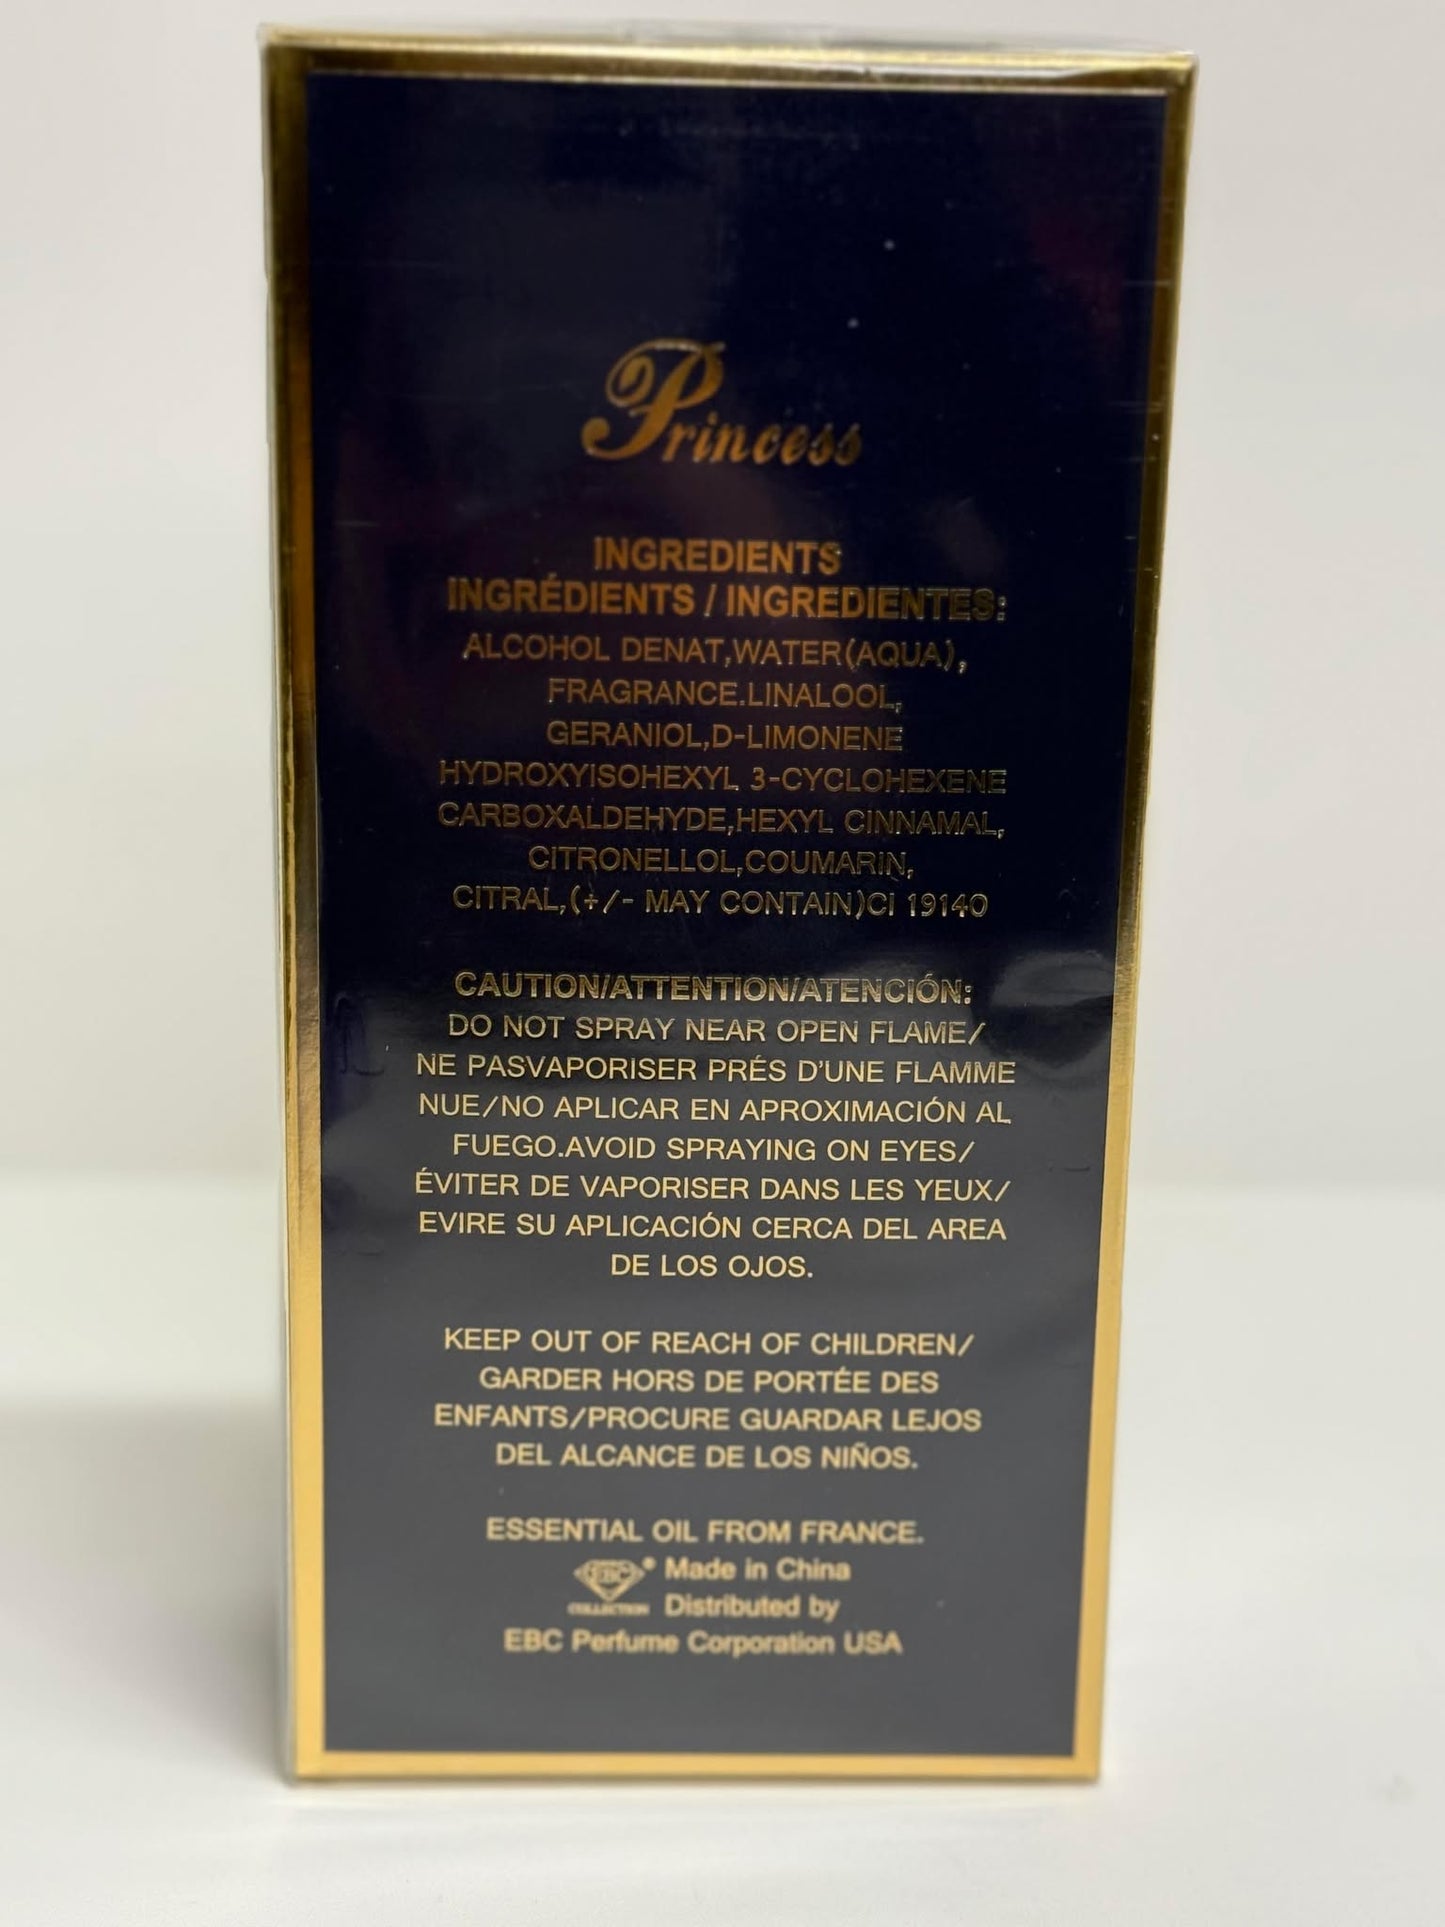 Princess
INGREDIENTS
INGRÉDIENTS / INGREDIENTES:
ALCOHOL DENAT,WATER(AQUA),
FRAGRANCE.LINALOOL,
GERANIOL,D-LIMONENE
HYDROXYISOHEXYL 3-CYCLOHEXENE
CARBOXALDEHYDE,HEXYL CINNAMAL,
CITRONELLOL,COUMARIN,
CITRAL,(+/- MAY CONTAIN)CI 19140
CAUTION/ATTENTION/ATENCIÓN:
DO NOT SPRAY NEAR OPEN FLAME/
NE PASVAPORISER PRÉS D'UNE FLAMME
NUE/NO APLICAR EN APROXIMACIÓN AL
FUEGO.AVOID SPRAYING ON EYES/
ÉVITER DE VAPORISER DANS LES YEUX/
EVIRE SU APLICACIÓN CERCA DEL AREA
DE LOS OJOS.
KEEP OUT OF REACH OF CHILDREN/
GARDER HORS DE PORTÉE DES
ENFANTS/PROCURE GUARDAR LEJOS
DEL ALCANCE DE LOS NIÑOS.
ESSENTIAL OIL FROM FRANCE.
EBC® Made in China
COLLECTION Distributed by
EBC Perfume Corporation USA